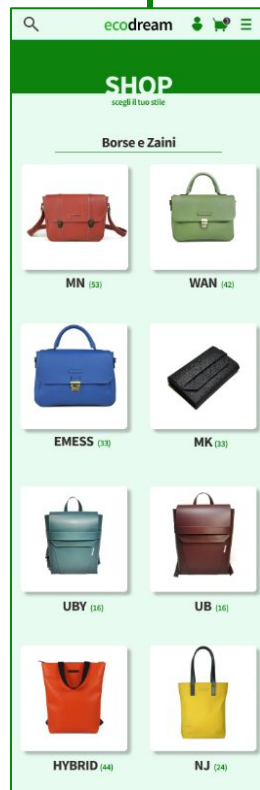 ecodream
SHOP
scegli il tuo stile
Borse e Zaini
MN (53)
WAN (42)
EMESS (33)
MK (33)
UBY (16)
UB (16)
HYBRID (44)
NJ (24)